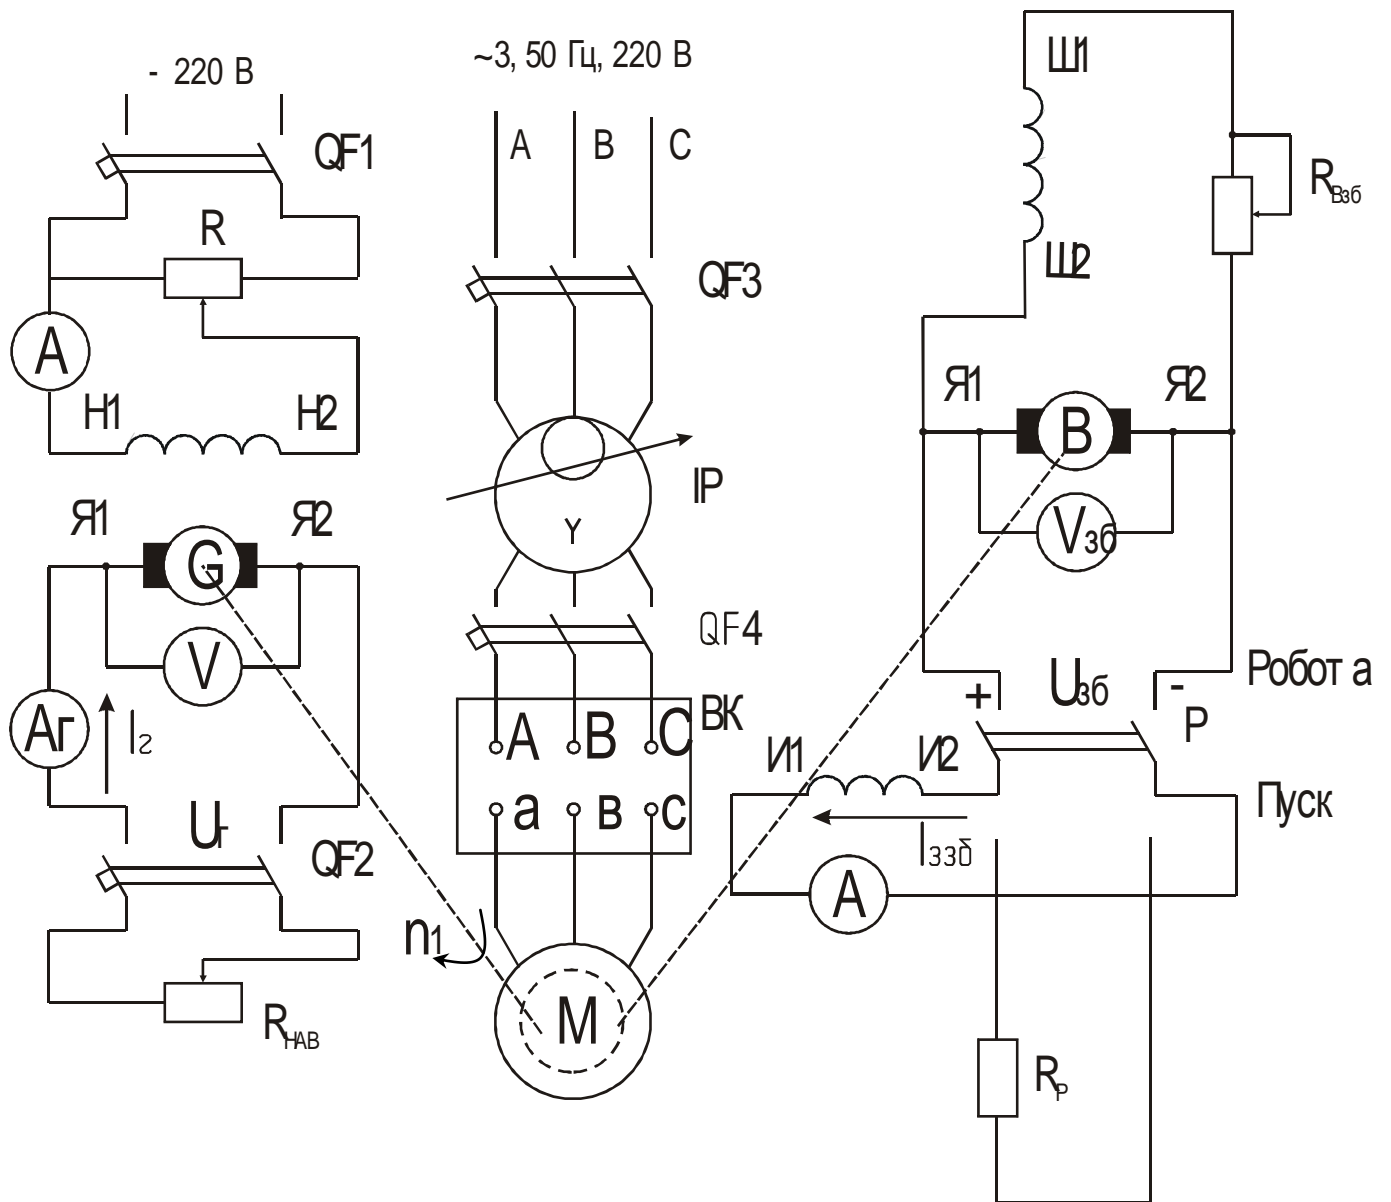 - 220 В
QF1
R
A
Н1
Н2
Я1
Я2
G
V
Аг
Iг
Uг
QF2
RНАВ
~3, 50 Гц, 220 В
A
B
C
QF3
ІР
Y
QF4
ВК
A
B
C
а
в
с
n1
M
Ш1
Ш2
RВзб
Я1
Я2
B
Vзб
+
Uзб
-
Робот а
Р
И1
И2
Пуск
Iззб
A
RР